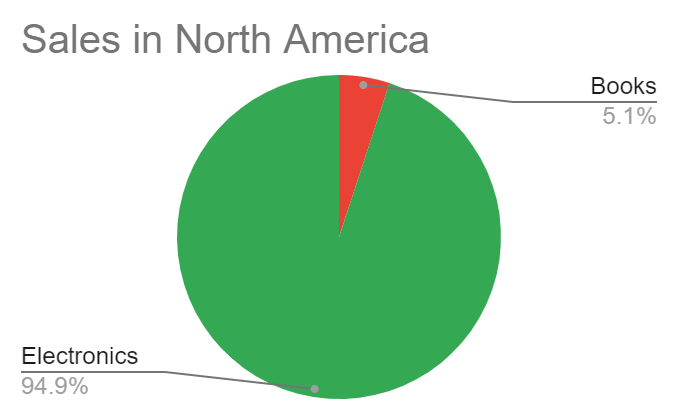 Sales in North America
Books
5.1%
Electronics
94.9%